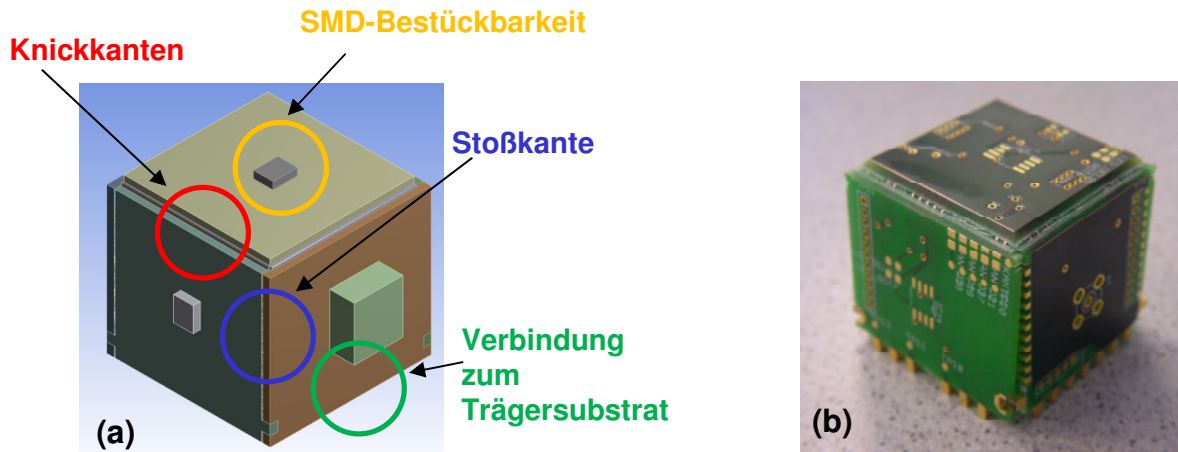 SMD-Bestückbarkeit
Knickkanten
Stoßkante
Verbindung
zum
Trägersubstrat
(a)
(b)